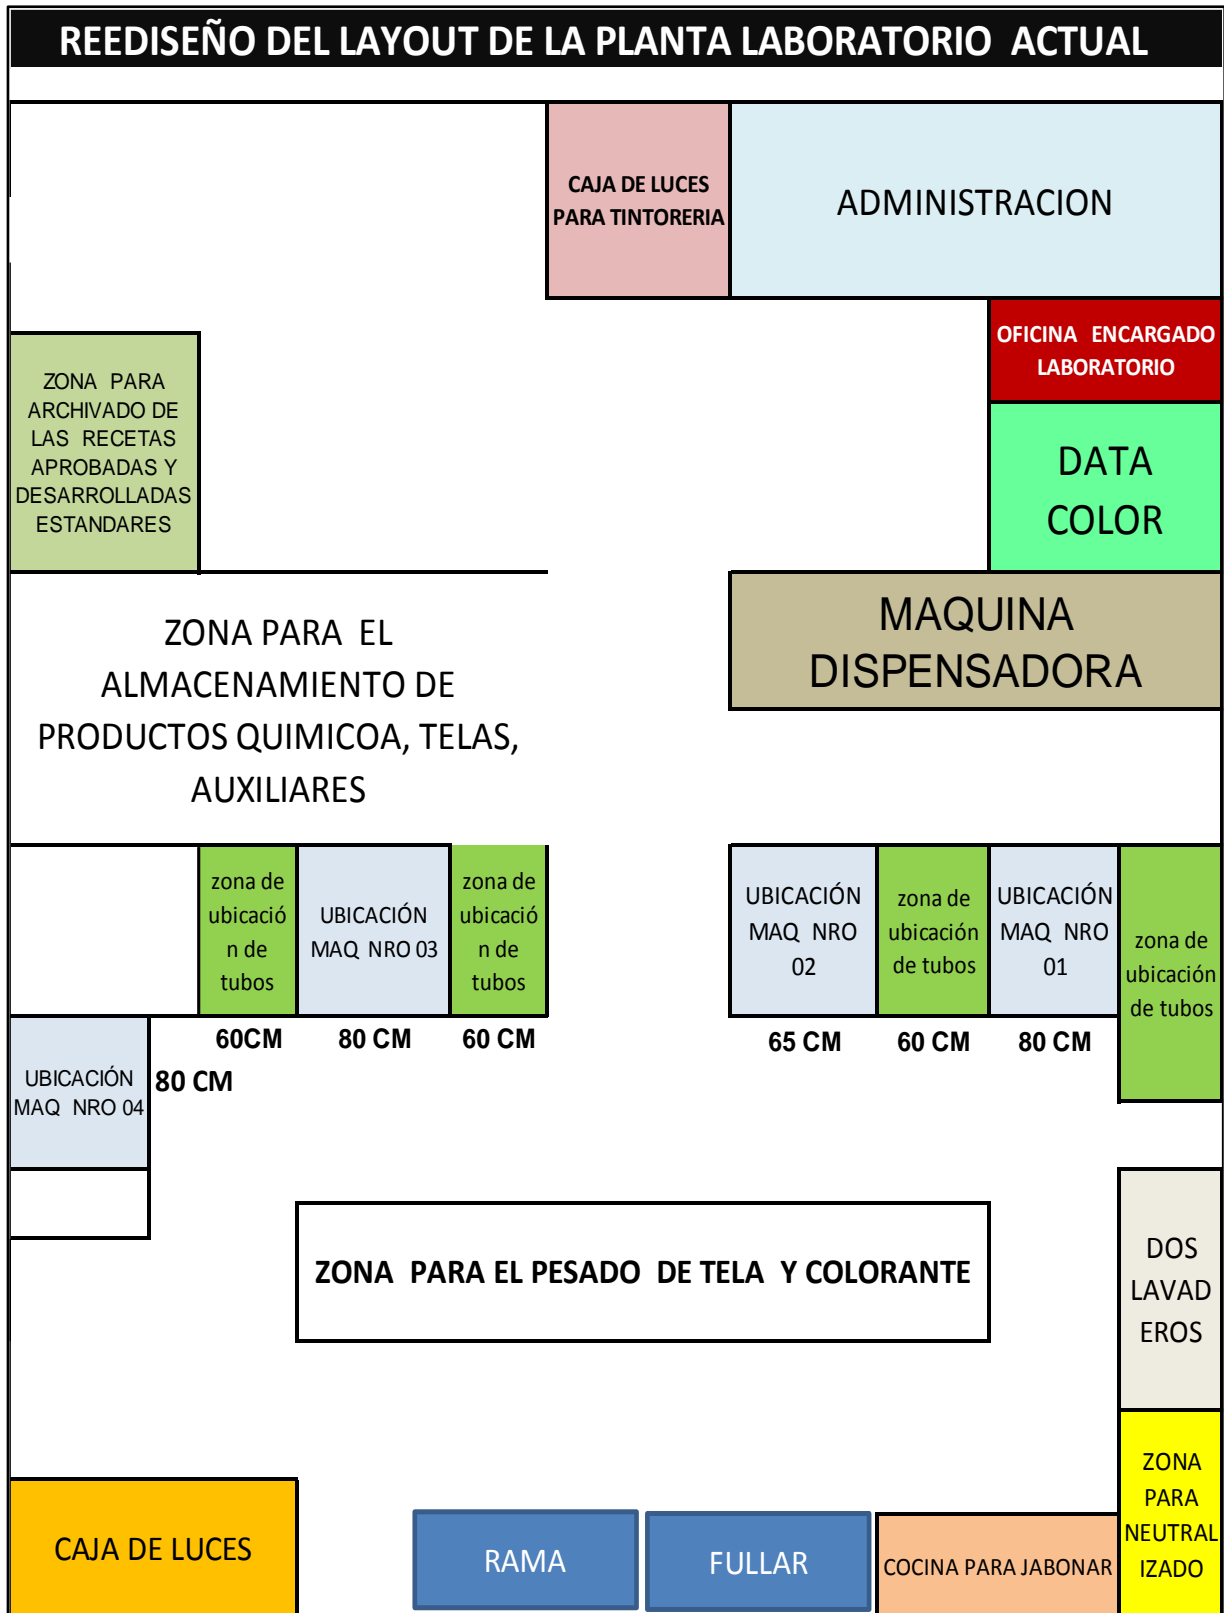 REEDISEÑO DEL LAYOUT DE LA PLANTA LABORATORIO ACTUAL
CAJA DE LUCES
PARA TINTORERIA
ADMINISTRACION
OFICINA ENCARGADO
LABORATORIO
ZONA PARA
ARCHIVADO DE
LAS RECETAS
APROBADAS Y
DESARROLLADAS
ESTANDARES
DATA
COLOR
ZONA PARA EL
ALMACENAMIENTO DE
PRODUCTOS QUIMICOA, TELAS,
AUXILIARES
MAQUINA
DISPENSADORA
zona de
ubicació
n de
tubos
UBICACIÓN
MAQ NRO 03
zona de
ubicació
n de
tubos
UBICACIÓN
MAQ NRO
02
zona de
ubicación
de tubos
UBICACIÓN
MAQ NRO
01
zona de
ubicación
de tubos
60CM
80 CM
60 CM
65 CM
60 CM
80 CM
UBICACIÓN
MAQ NRO 04
80 CM
ZONA PARA EL PESADO DE TELA Y COLORANTE
DOS
LAVAD
EROS
ZONA
PARA
NEUTRAL
IZADO
CAJA DE LUCES
RAMA
FULLAR
COCINA PARA JABONAR